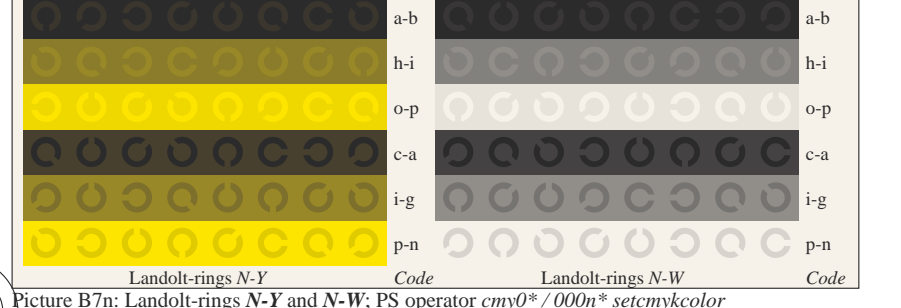 a-b a-b
h-i h-i
o-p o-p
c-a c-a
i-g i-g
p-n p-n
Landolt-rings N-Y Code Landolt-rings N-W Code
Picture B7n: Landolt-rings N-Y and N-W; PS operator cmy0* / 000n* setcmykcolor